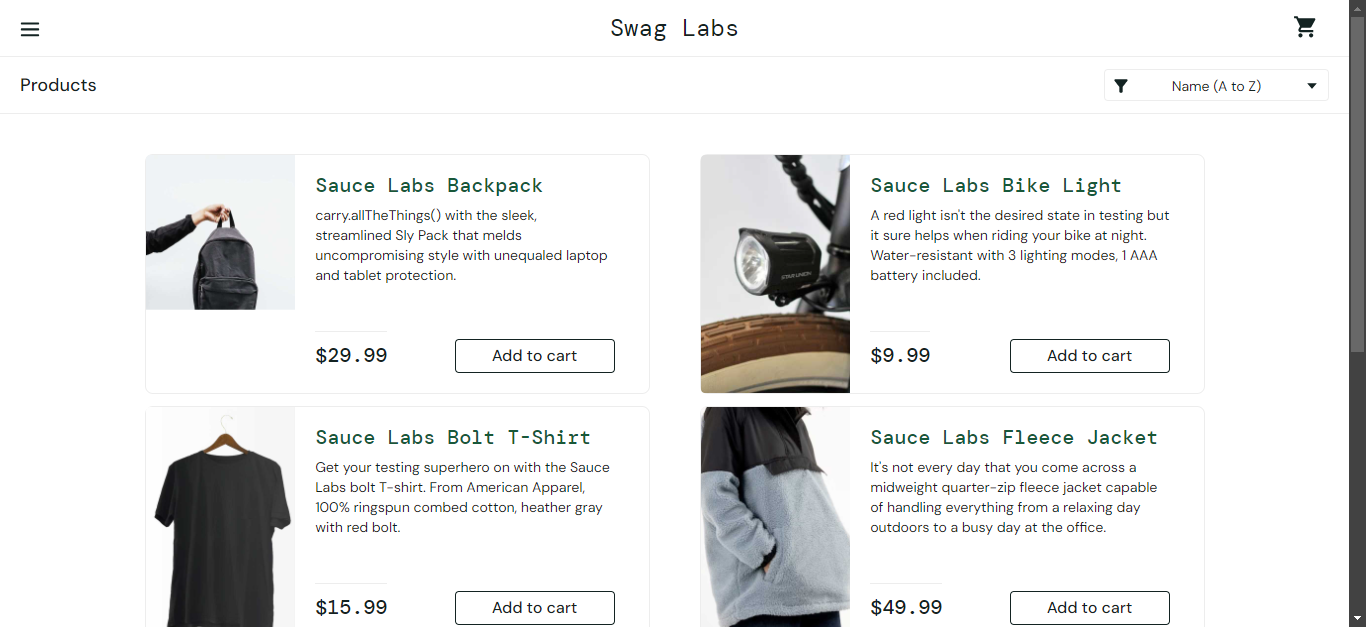 Swag Labs
Products
Name (A to Z)
Sauce Labs Backpack
carry.allTheThings() with the sleek,
streamlined Sly Pack that melds
uncompromising style with unequaled laptop
and tablet protection.
$29.99
Add to cart
Sauce Labs Bike Light
A red light isn't the desired state in testing but
it sure helps when riding your bike at night.
Water-resistant with 3 lighting modes, 1 AAA
battery included.
$9.99
Add to cart
STAR UNION
Sauce Labs Bolt T-Shirt
Get your testing superhero on with the Sauce
Labs bolt T-shirt. From American Apparel,
100% ringspun combed cotton, heather gray
with red bolt.
$15.99
Add to cart
Sauce Labs Fleece Jacket
It's not every day that you come across a
midweight quarter-zip fleece jacket capable
of handling everything from a relaxing day
outdoors to a busy day at the office.
$49.99
Add to cart